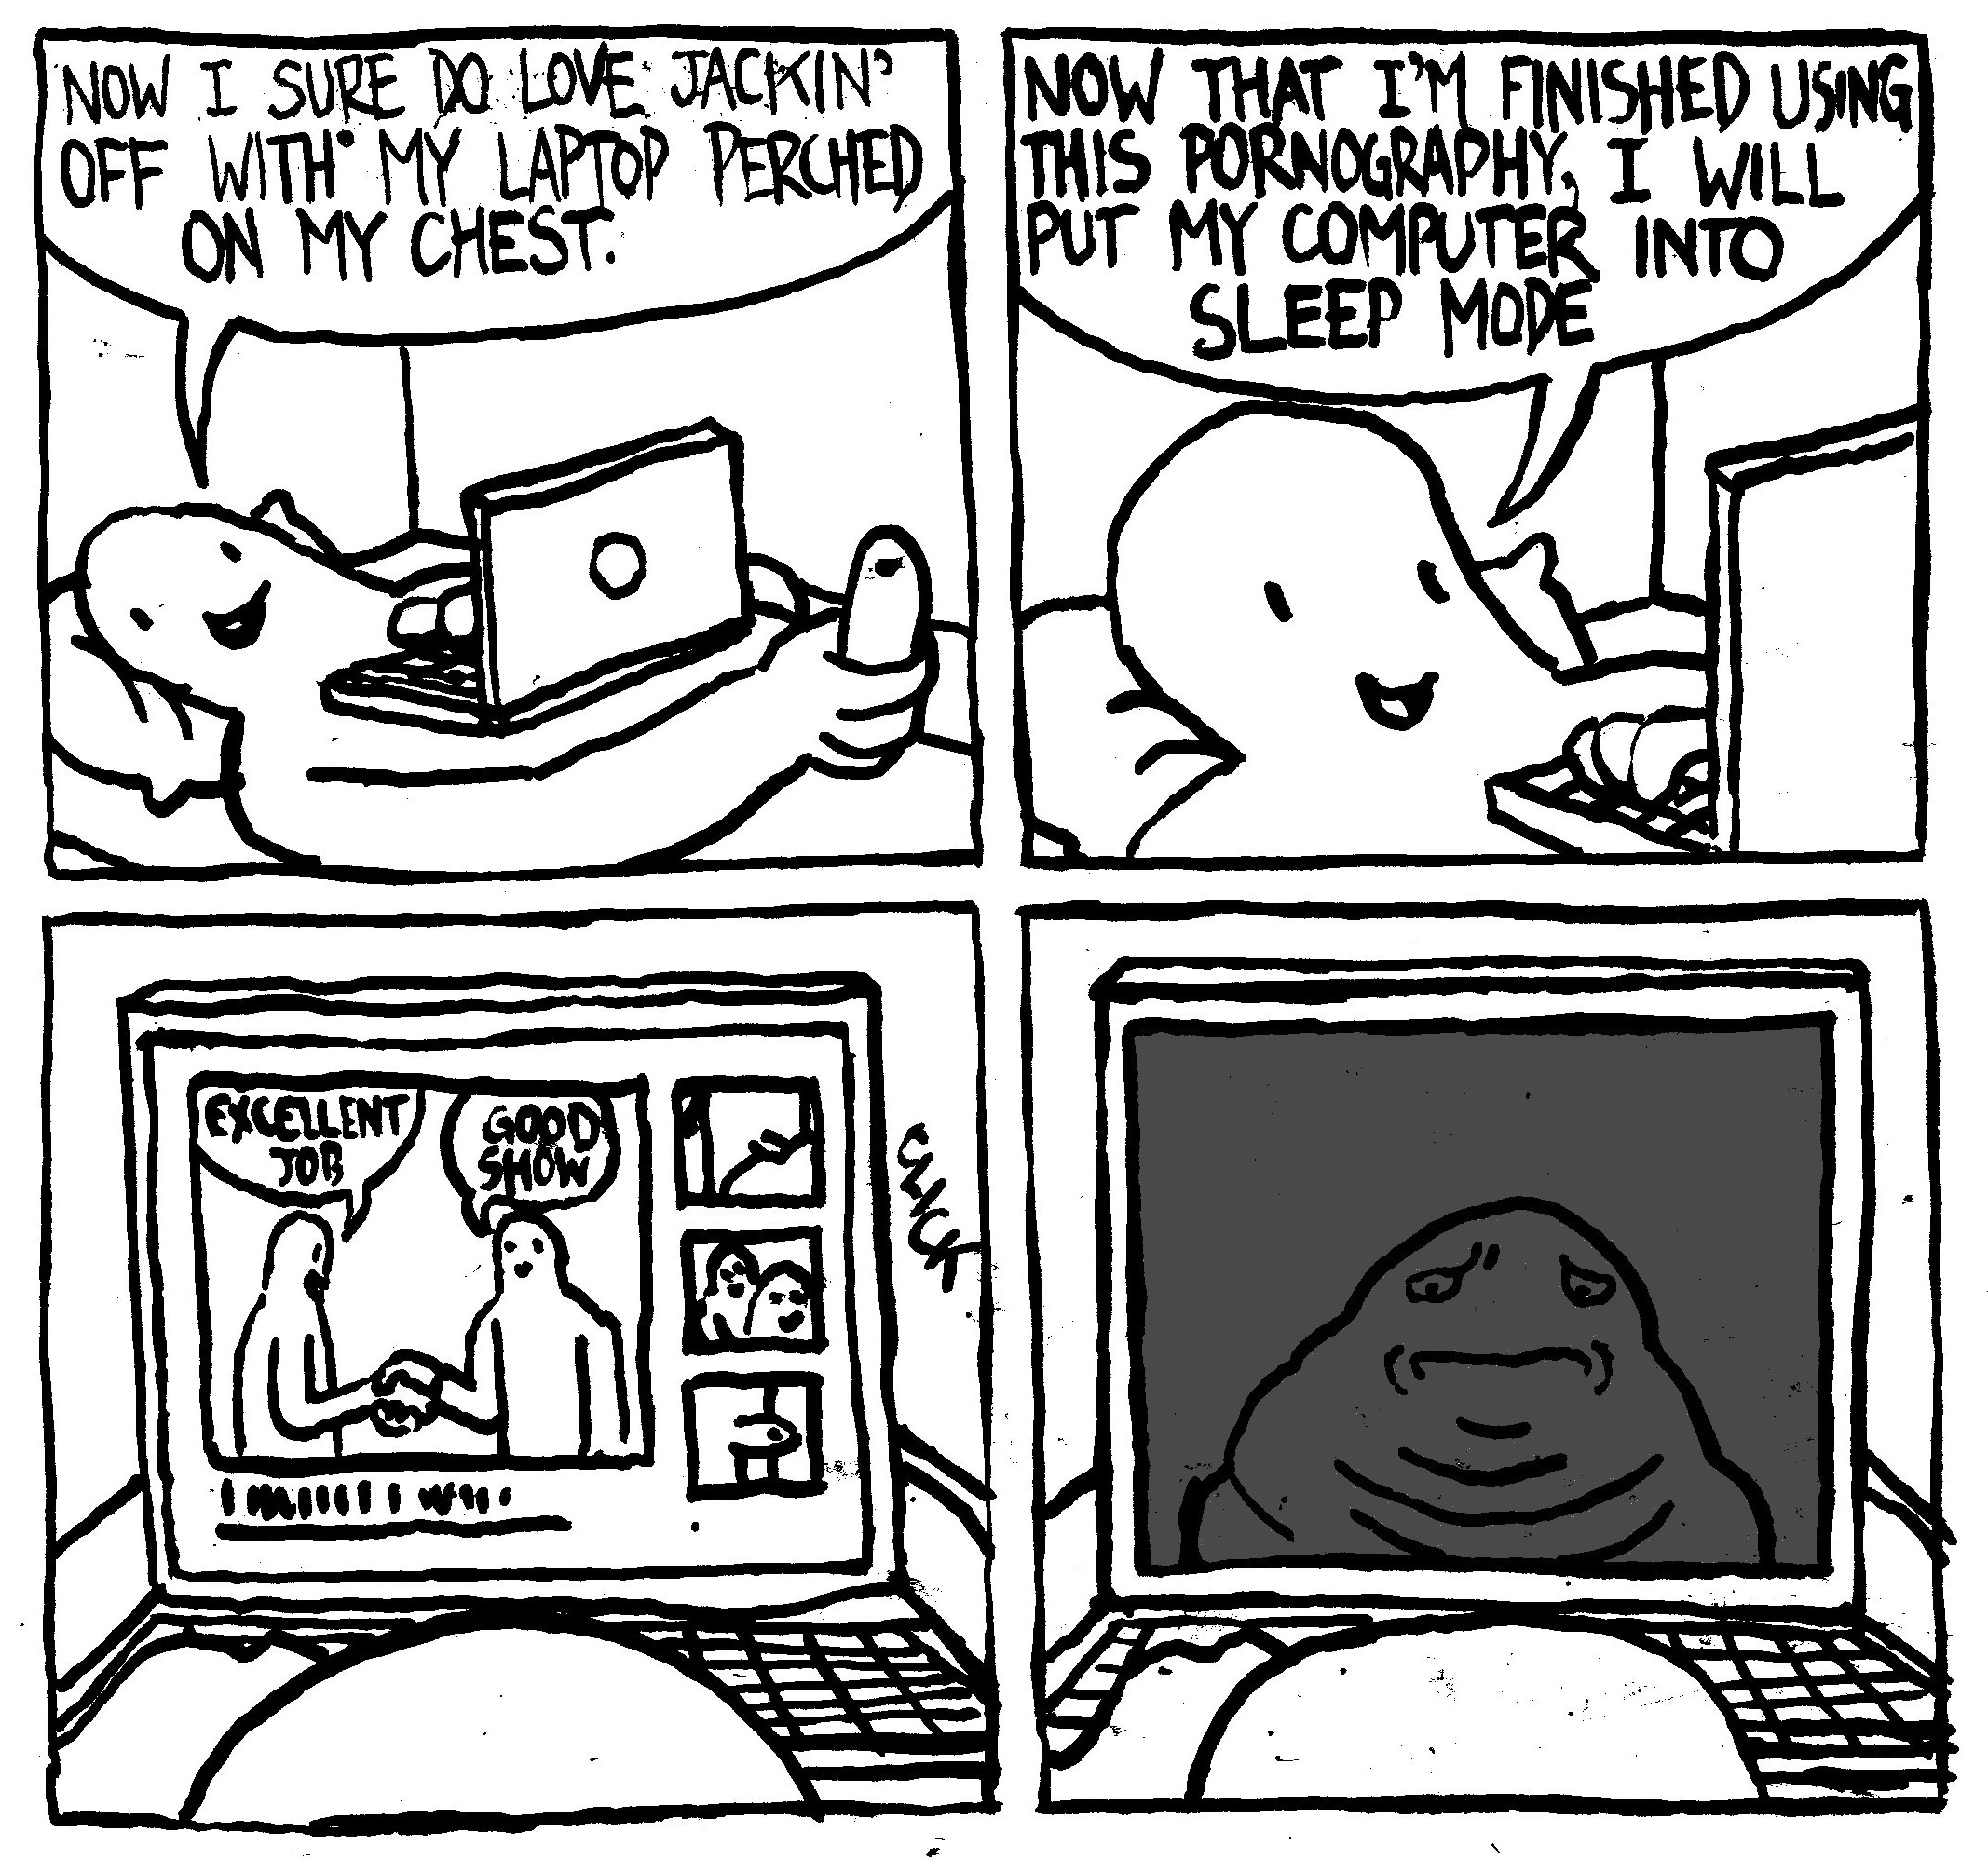 NOW I SURE DO LOVE JACKIN'
OFF WITH MY LAPTOP PERCHED
ON MY CHEST.
NOW THAT I'M FINISHED USING
THIS PORNOGRAPHY, I WILL
PUT MY COMPUTER INTO
SLEEP MODE
EXCELLENT
JOB
GOOD
SHOW
CLICK